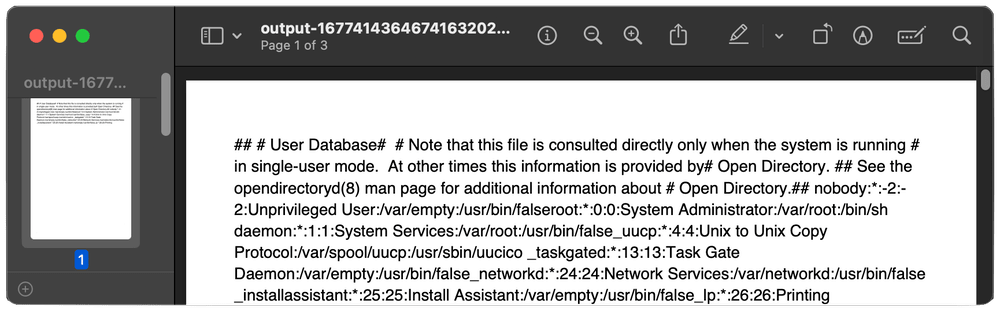 output-1677414364674163202...
Page 1 of 3
output-1677...
1
## # User Database#  # Note that this file is consulted directly only when the system is running #
in single-user mode.  At other times this information is provided by# Open Directory. ## See the
opendirectoryd(8) man page for additional information about # Open Directory.## nobody:*:-2:-
2:Unprivileged User:/var/empty:/usr/bin/falseroot:*:0:0:System Administrator:/var/root:/bin/sh
daemon:*:1:1:System Services:/var/root:/usr/bin/false_uucp:*:4:4:Unix to Unix Copy
Protocol:/var/spool/uucp:/usr/sbin/uucico _taskgated:*:13:13:Task Gate
Daemon:/var/empty:/usr/bin/false_networkd:*:24:24:Network Services:/var/networkd:/usr/bin/false
_installassistant:*:25:25:Install Assistant:/var/empty:/usr/bin/false_lp:*:26:26:Printing